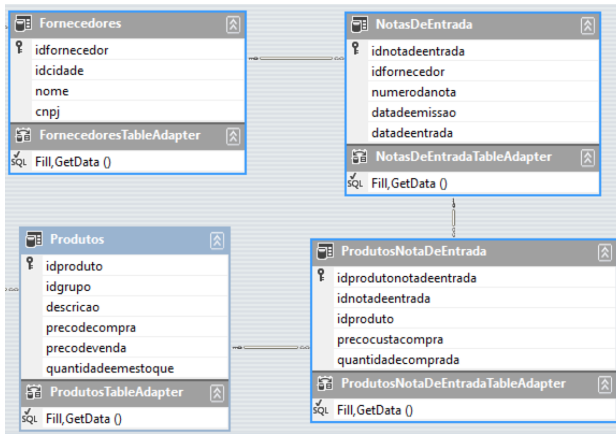 Fornecedores
idfornecedor
idcidade
nome
cnpj
FornecedoresTableAdapter
SQL Fill,GetData ()
NotasDeEntrada
idnotadeentrada
idfornecedor
numerodanota
datadeemissao
datadeentrada
NotasDeEntradaTableAdapter
SQL Fill,GetData ()
Produtos
idproduto
idgrupo
descricao
precodecompra
precodevenda
quantidadeemestoque
ProdutosTableAdapter
SQL Fill,GetData ()
ProdutosNotaDeEntrada
idprodutonotadeentrada
idnotadeentrada
idproduto
precocustacompra
quantidadecomprada
ProdutosNotaDeEntradaTableAdapter
SQL Fill,GetData ()